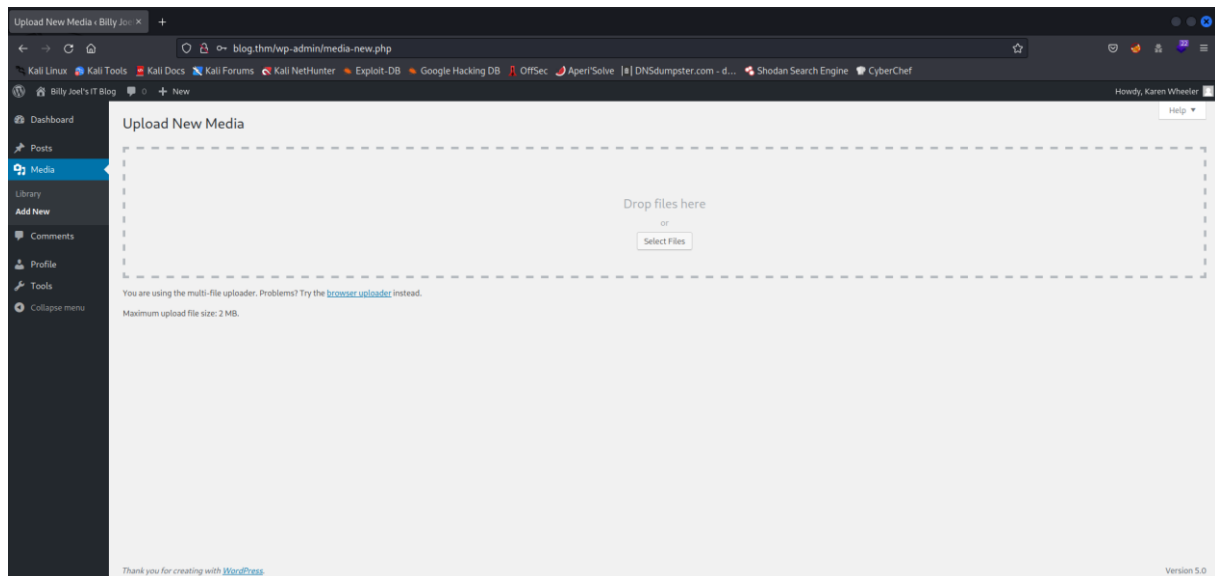 Upload New Media ‹ Billy Joe
blog.thm/wp-admin/media-new.php
Kali Linux Kali Tools Kali Docs Kali Forums Kali NetHunter Exploit-DB Google Hacking DB OffSec Aperi'Solve DNSdumpster.com - d... Shodan Search Engine CyberChef
Billy Joel's IT Blog 0 + New Howdy, Karen Wheeler
Help
Dashboard
Upload New Media
Posts
Media
Library
Add New
Comments
Profile
Tools
Collapse menu
Drop files here
or
Select Files
You are using the multi-file uploader. Problems? Try the browser uploader instead.
Maximum upload file size: 2 MB.
Thank you for creating with WordPress. Version 5.0